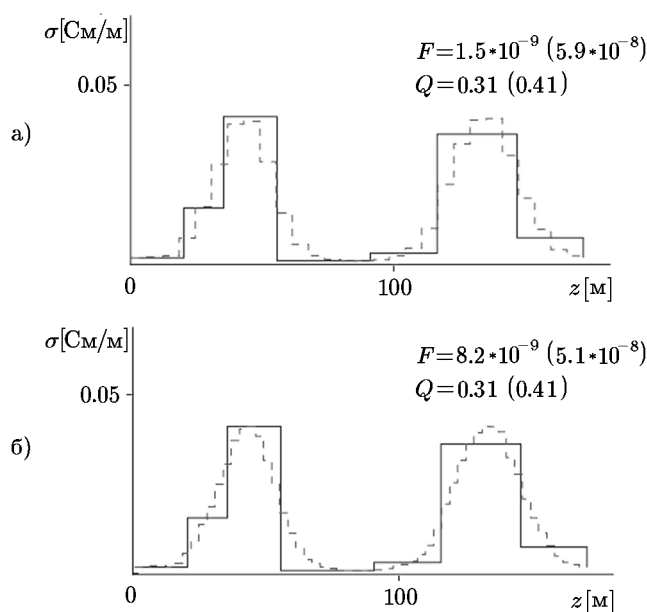 σ[См/м]
F=1.5*10⁻⁹ (5.9*10⁻⁸)
0.05
Q=0.31 (0.41)
а)
0
100
z[м]
σ[См/м]
F=8.2*10⁻⁹ (5.1*10⁻⁸)
0.05
Q=0.31 (0.41)
б)
0
100
z[м]